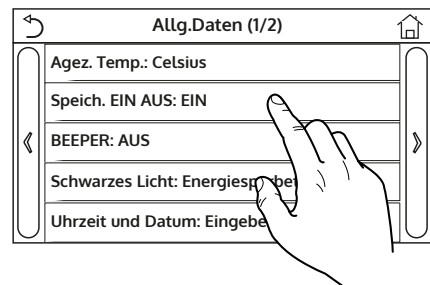 Allg.Daten (1/2)
Agez. Temp.: Celsius
Speich. EIN AUS: EIN
BEEPER: AUS
Schwarzes Licht:
Uhrzeit und Datum: